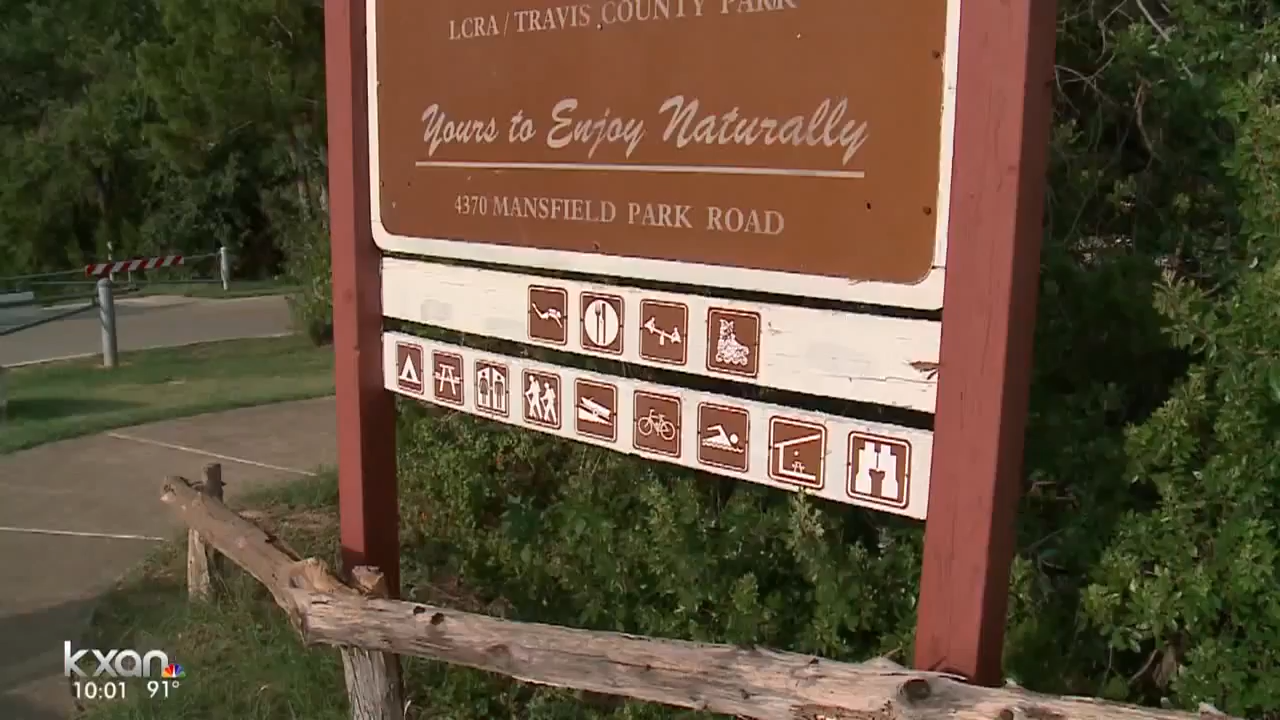 LCRA / TRAVIS COUNTY PARK
Yours to Enjoy Naturally
4370 MANSFIELD PARK ROAD
kxan
10:01 91°